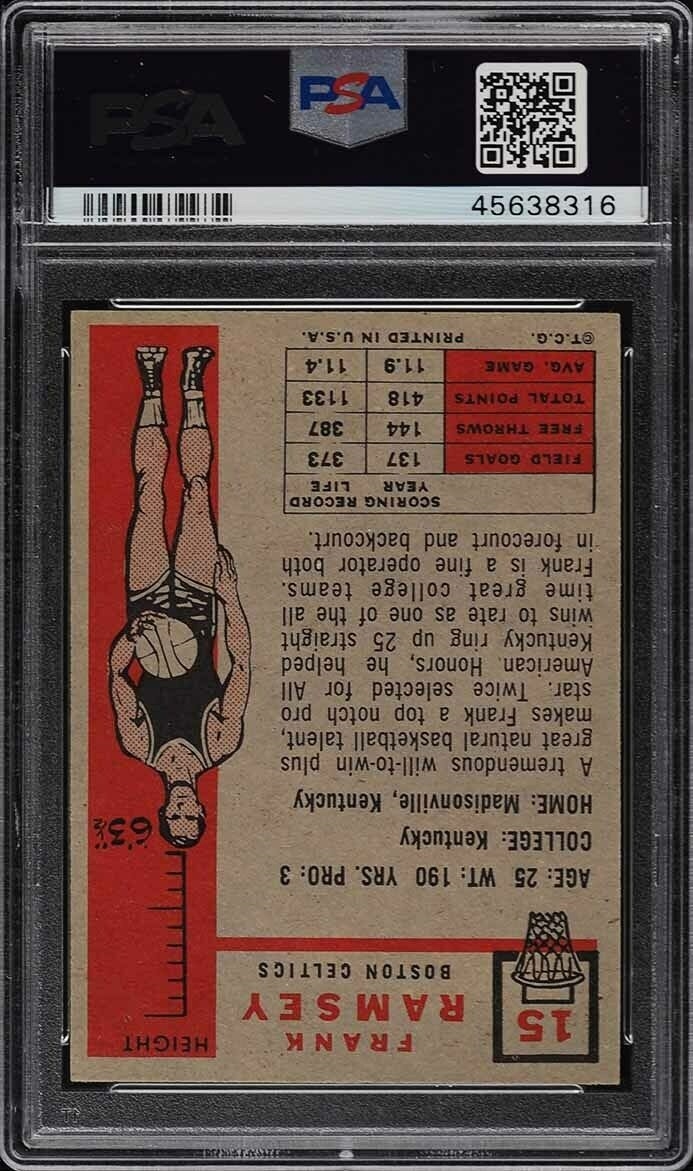 PSA
PSA
45638316
15
FRANK
RAMSEY
BOSTON CELTICS
HEIGHT
6'3½"
AGE: 25 WT: 190 YRS. PRO: 3
COLLEGE: Kentucky
HOME: Madisonville, Kentucky
A tremendous will-to-win plus
great natural basketball talent,
makes Frank a top notch pro
star. Twice selected for All
American Honors, he helped
Kentucky ring up 25 straight
wins to rate as one of the all
time great college teams.
Frank is a fine operator both
in forecourt and backcourt.
SCORING RECORD
YEAR LIFE
FIELD GOALS 137 373
FREE THROWS 144 387
TOTAL POINTS 418 1133
AVG. GAME 11.9 11.4
©T.C.G. PRINTED IN U.S.A.